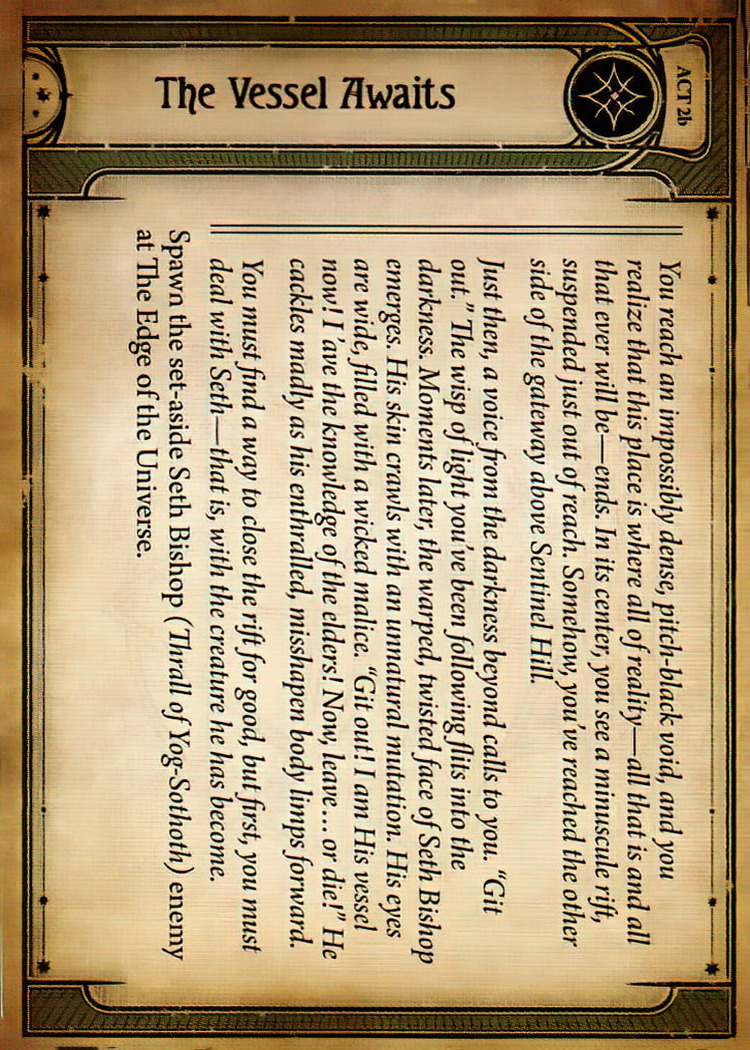 ACT 2b
The Vessel Awaits
You reach an impossibly dense, pitch-black void, and you
realize that this place is where all of reality—all that is and all
that ever will be—ends. In its center, you see a minuscule rift,
suspended just out of reach. Somehow, you’ve reached the other
side of the gateway above Sentinel Hill.
Just then, a voice from the darkness beyond calls to you. “Git
out.” The wisp of light you’ve been following flits into the
darkness. Moments later, the warped, twisted face of Seth Bishop
emerges. His skin crawls with an unnatural mutation. His eyes
are wide, filled with a wicked malice. “Git out! I am His vessel
now! I ’ave the knowledge of the elders! Now, leave… or die!” He
cackles madly as his enthralled, misshapen body limps forward.
You must find a way to close the rift for good, but first, you must
deal with Seth—that is, with the creature he has become.
Spawn the set-aside Seth Bishop (Thrall of Yog-Sothoth) enemy
at The Edge of the Universe.